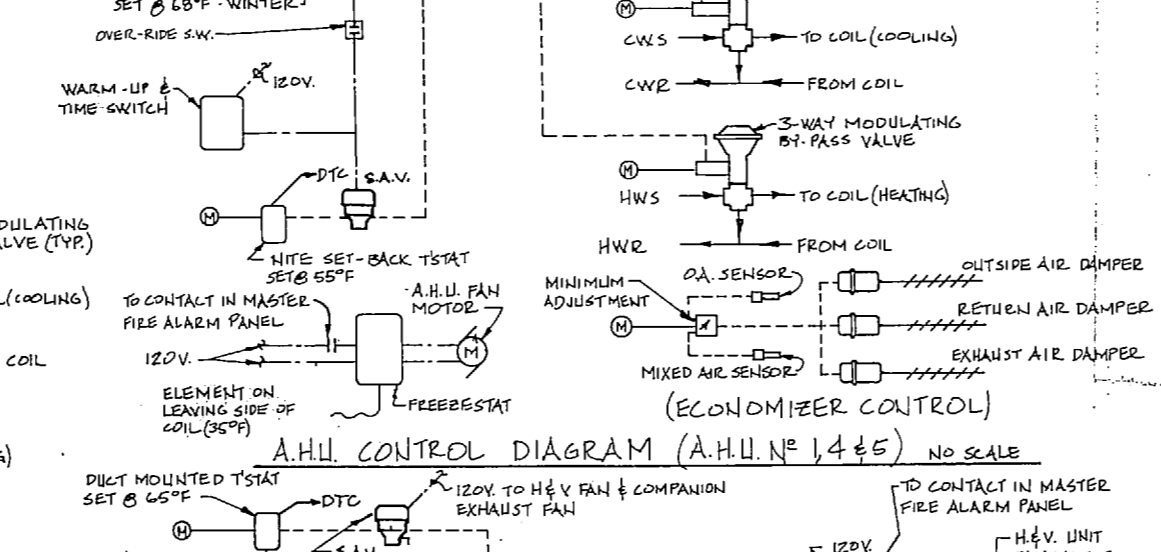 SET @ 68°F - WINTER
OVER-RIDE S.W.
WARM-UP &
TIME SWITCH
120V.
DTC
S.A.V.
M
NITE SET-BACK T'STAT
SET @ 55°F
TO CONTACT IN MASTER
FIRE ALARM PANEL
A.H.U. FAN
MOTOR
120V.
M
ELEMENT ON
LEAVING SIDE OF
COIL (35°F)
FREEZESTAT
(COOLING)
COIL
M
CWS
TO COIL (COOLING)
CWR
FROM COIL
3-WAY MODULATING
BY-PASS VALVE
M
HWS
TO COIL (HEATING)
HWR
FROM COIL
MINIMUM
ADJUSTMENT
O.A. SENSOR
M
MIXED AIR SENSOR
OUTSIDE AIR DAMPER
RETURN AIR DAMPER
EXHAUST AIR DAMPER
(ECONOMIZER CONTROL)
A.H.U. CONTROL DIAGRAM (A.H.U. Nº 1,4 & 5) NO SCALE
DUCT MOUNTED T'STAT
SET @ 65°F
DTC
M
S.A.V.
120V. TO H&V FAN & COMPANION
EXHAUST FAN
TO CONTACT IN MASTER
FIRE ALARM PANEL
120V.
H.&V. UNIT